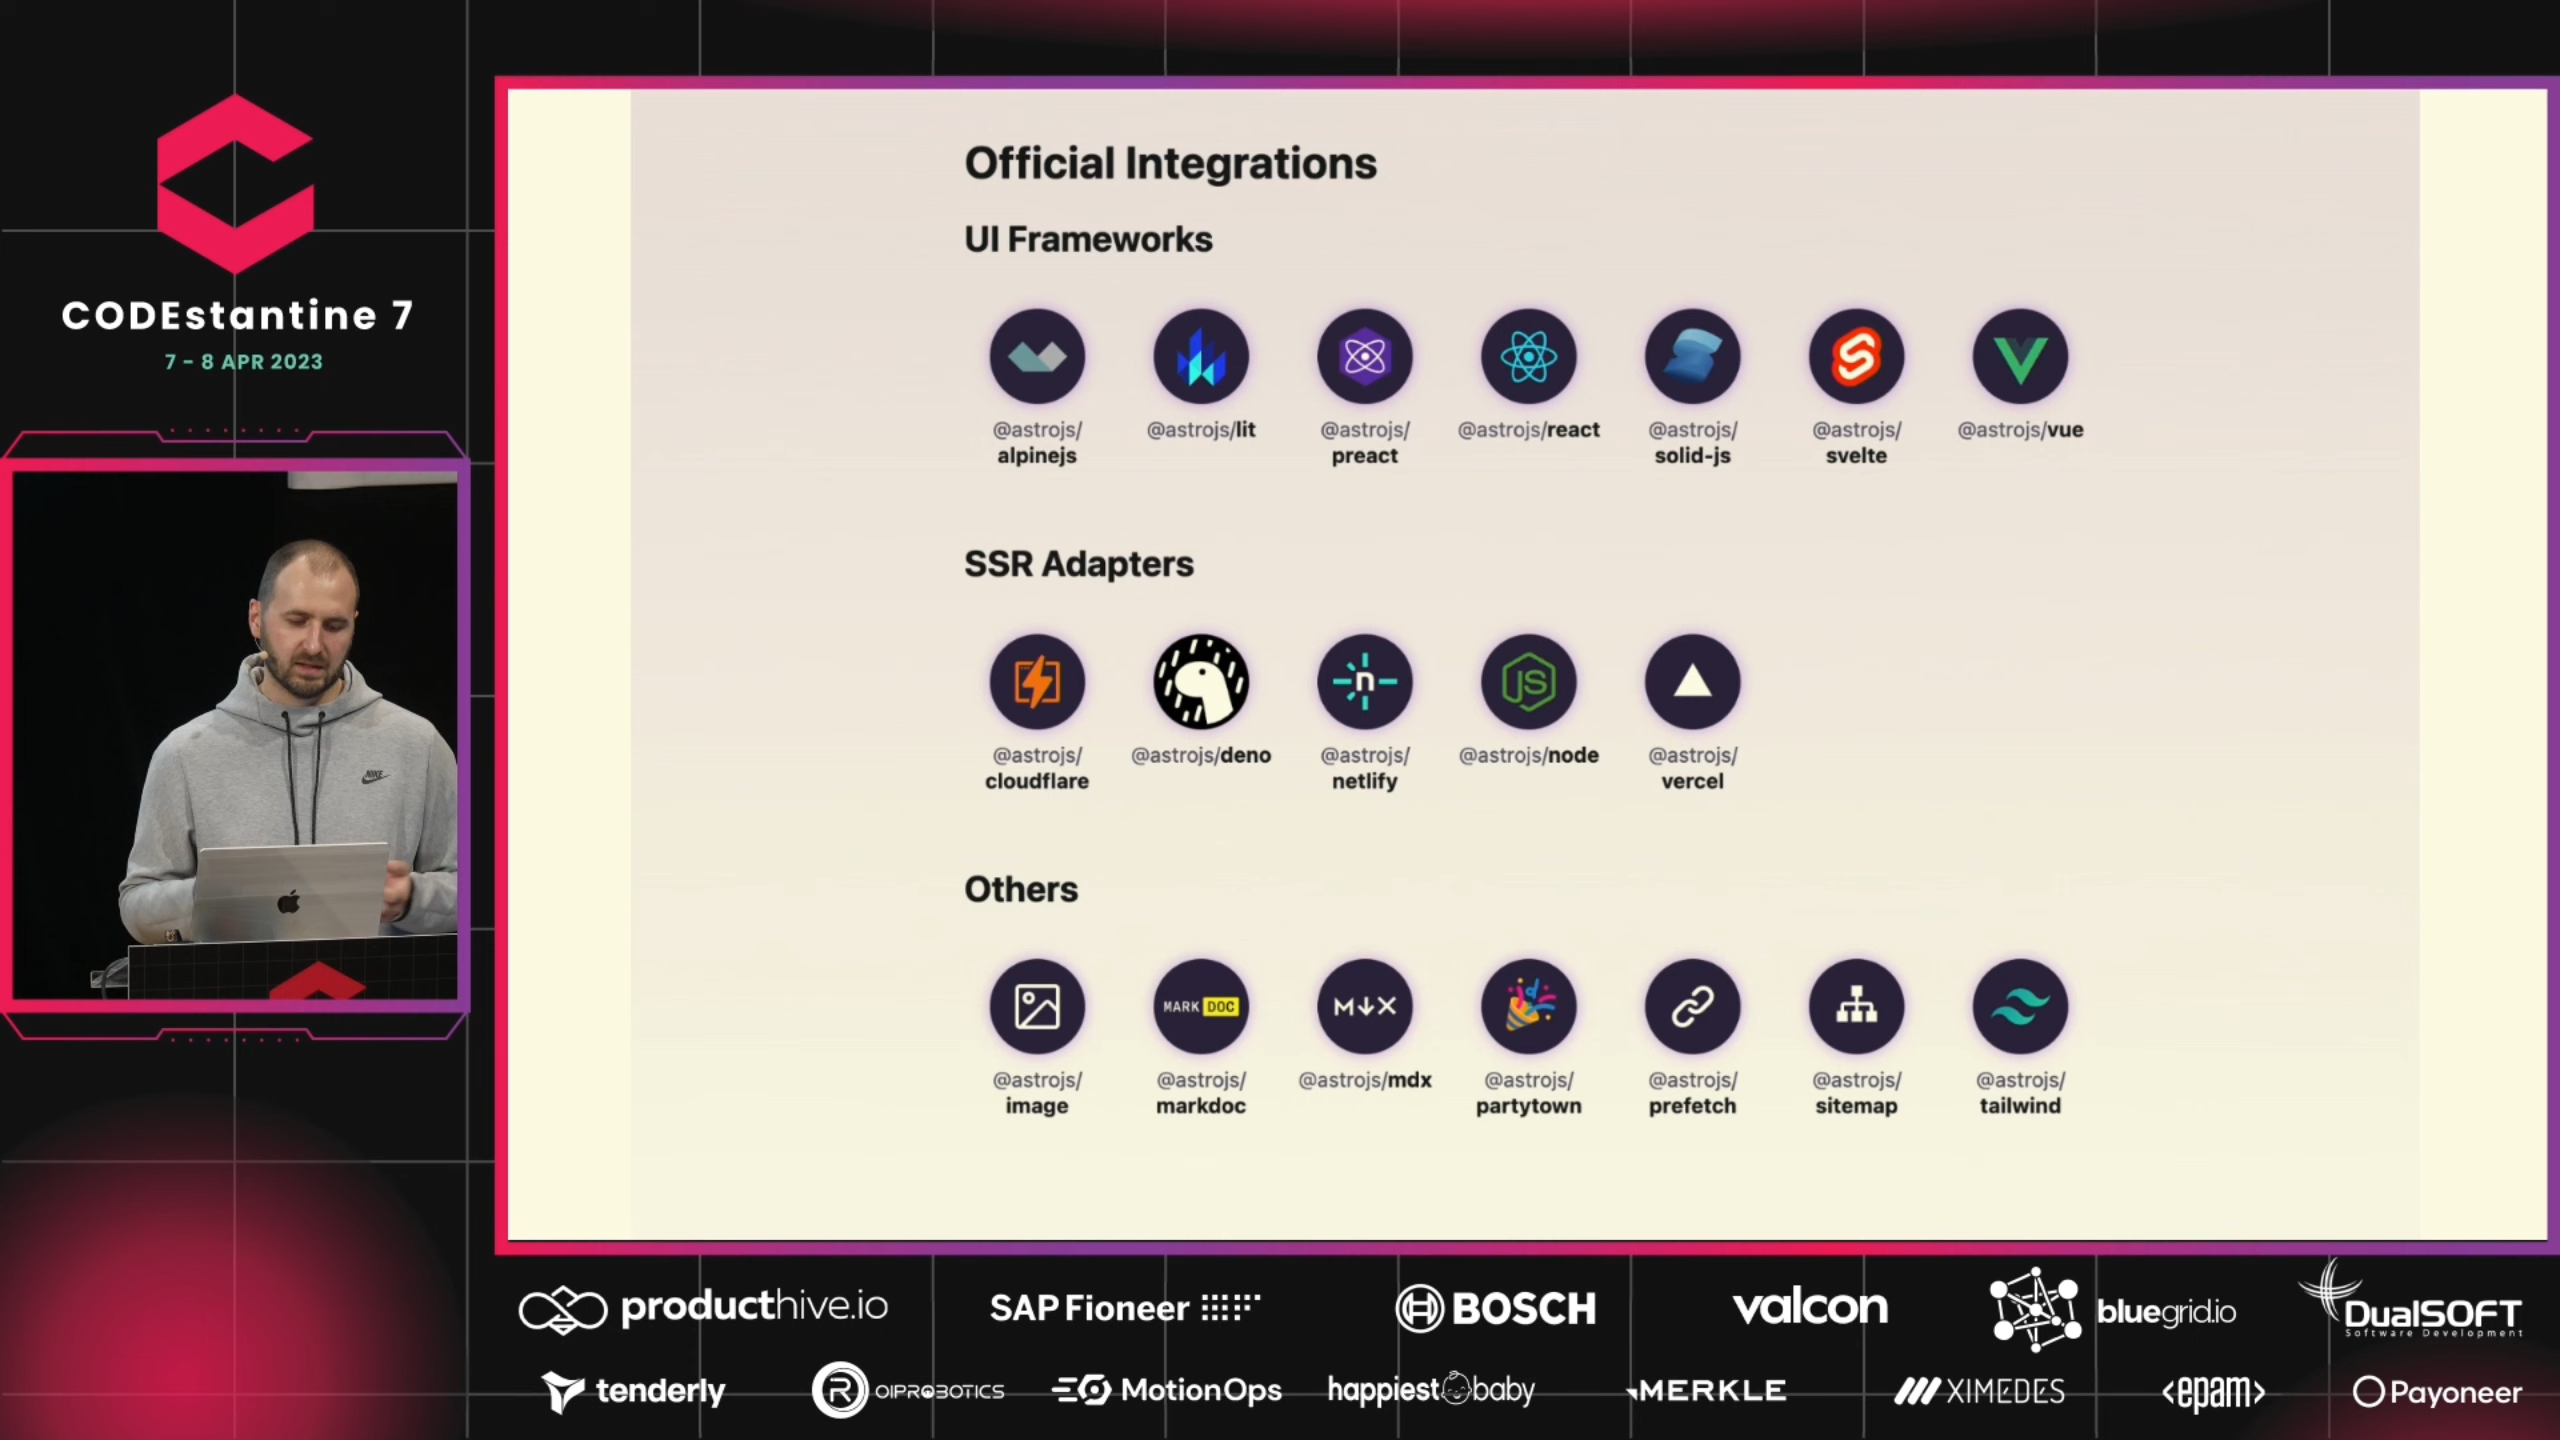 CODEstantine 7
7 - 8 APR 2023
NIKE
Official Integrations
UI Frameworks
@astrojs/
alpinejs
@astrojs/lit
@astrojs/
preact
@astrojs/react
@astrojs/
solid-js
@astrojs/
svelte
@astrojs/vue
SSR Adapters
n
JS
@astrojs/
cloudflare
@astrojs/deno
@astrojs/
netlify
@astrojs/node
@astrojs/
vercel
Others
MARK DOC
M↓X
@astrojs/
image
@astrojs/
markdoc
@astrojs/mdx
@astrojs/
partytown
@astrojs/
prefetch
@astrojs/
sitemap
@astrojs/
tailwind
producthive.io
SAP Fioneer
BOSCH
valcon
bluegrid.io
DualSOFT
Software Development
tenderly
R OIPROBOTICS
MotionOps
happiest baby
MERKLE
XIMEDES
<epam>
Payoneer